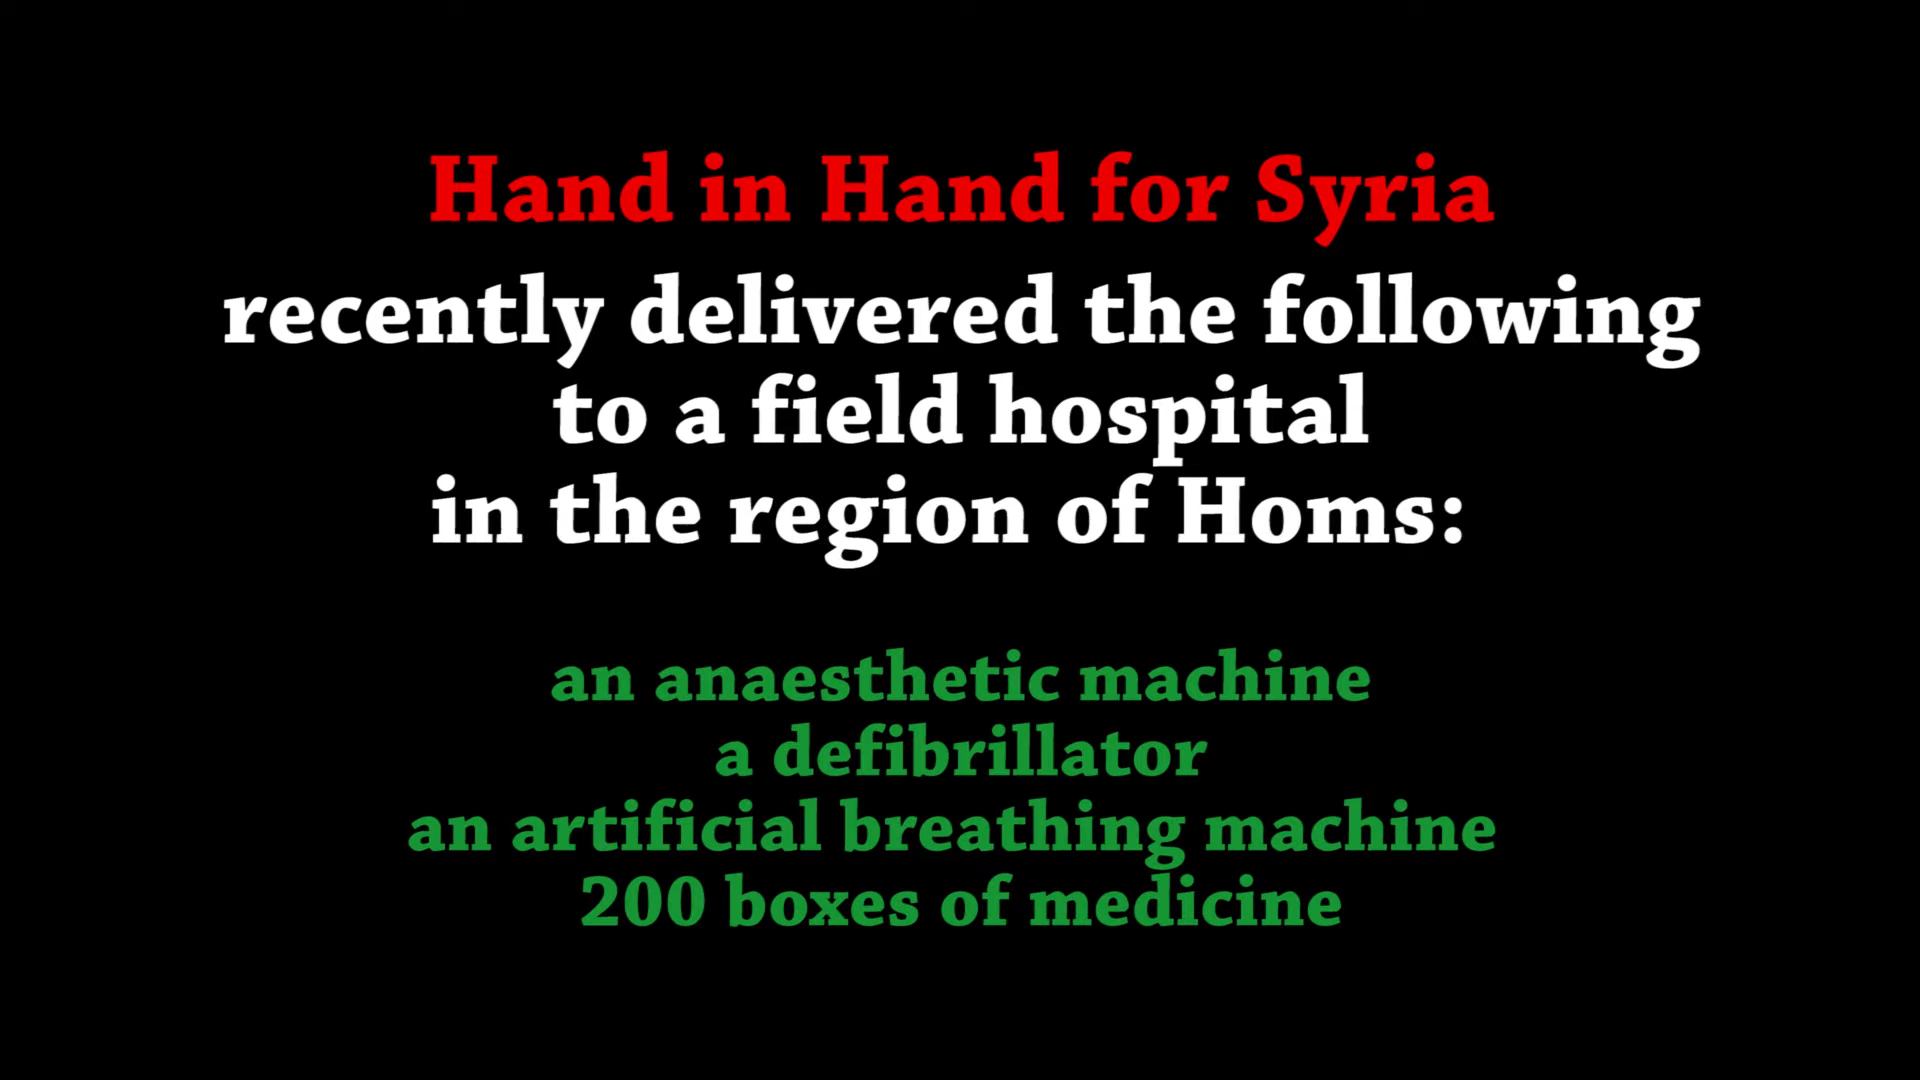 Hand in Hand for Syria
recently delivered the following
to a field hospital
in the region of Homs:
an anaesthetic machine
a defibrillator
an artificial breathing machine
200 boxes of medicine